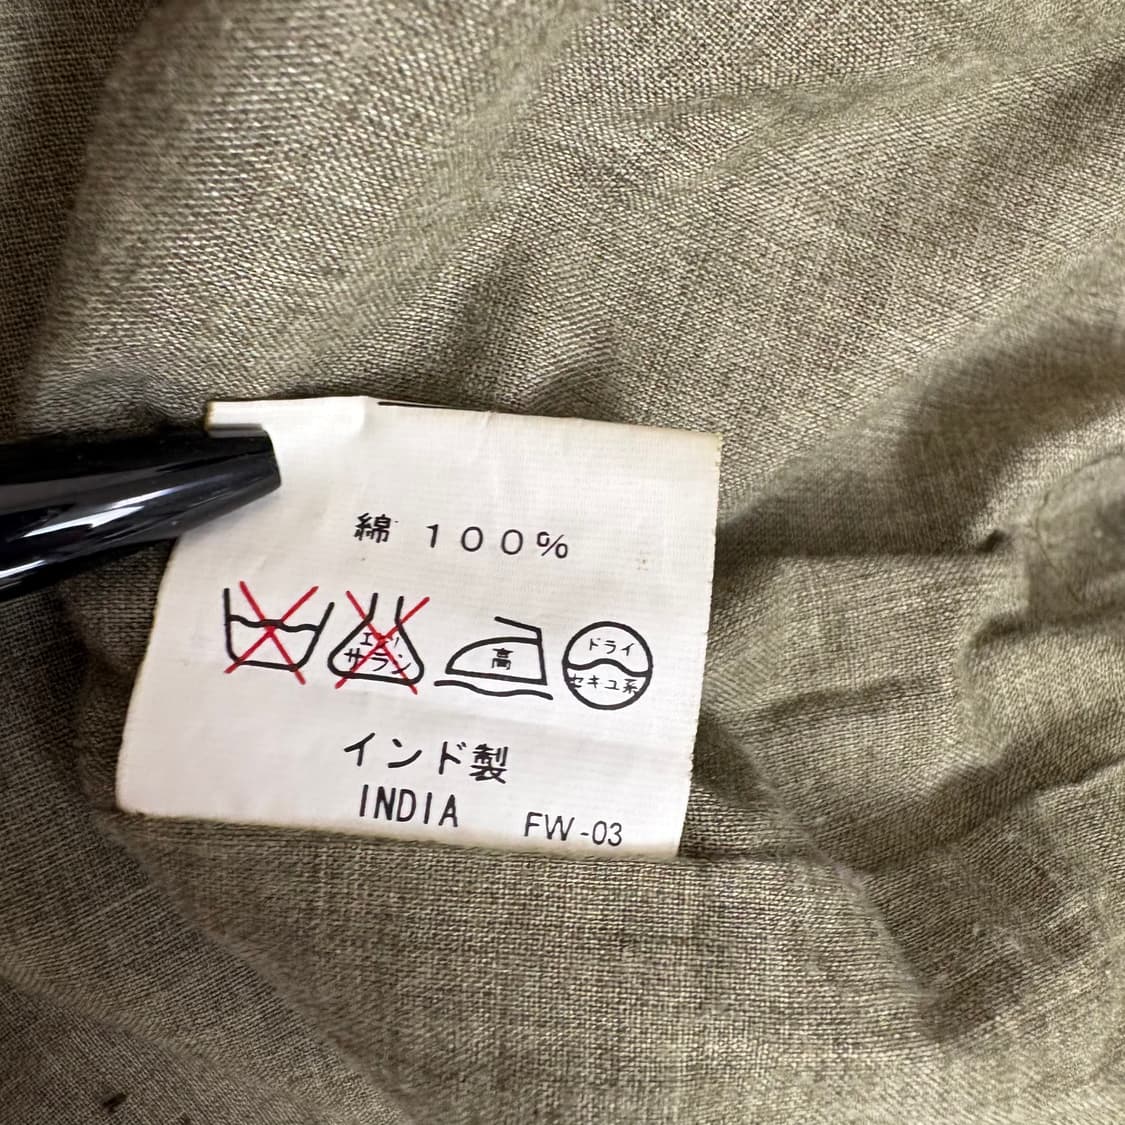 綿 100%
エンソ
サラシ
高
ドライ
セキユ系
インド製
INDIA FW-03